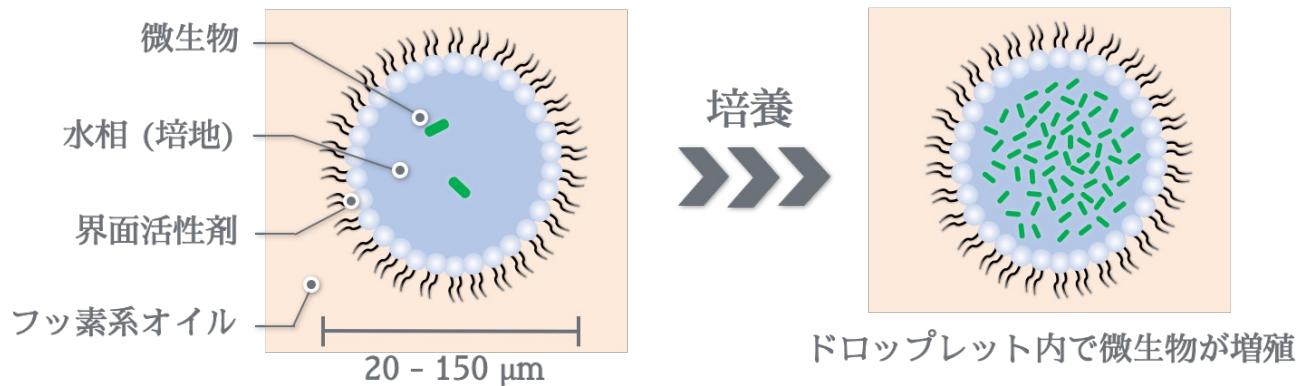 微生物
水相 (培地)
界面活性剤
フッ素系オイル
20 - 150 μm
培養
ドロップレット内で微生物が増殖